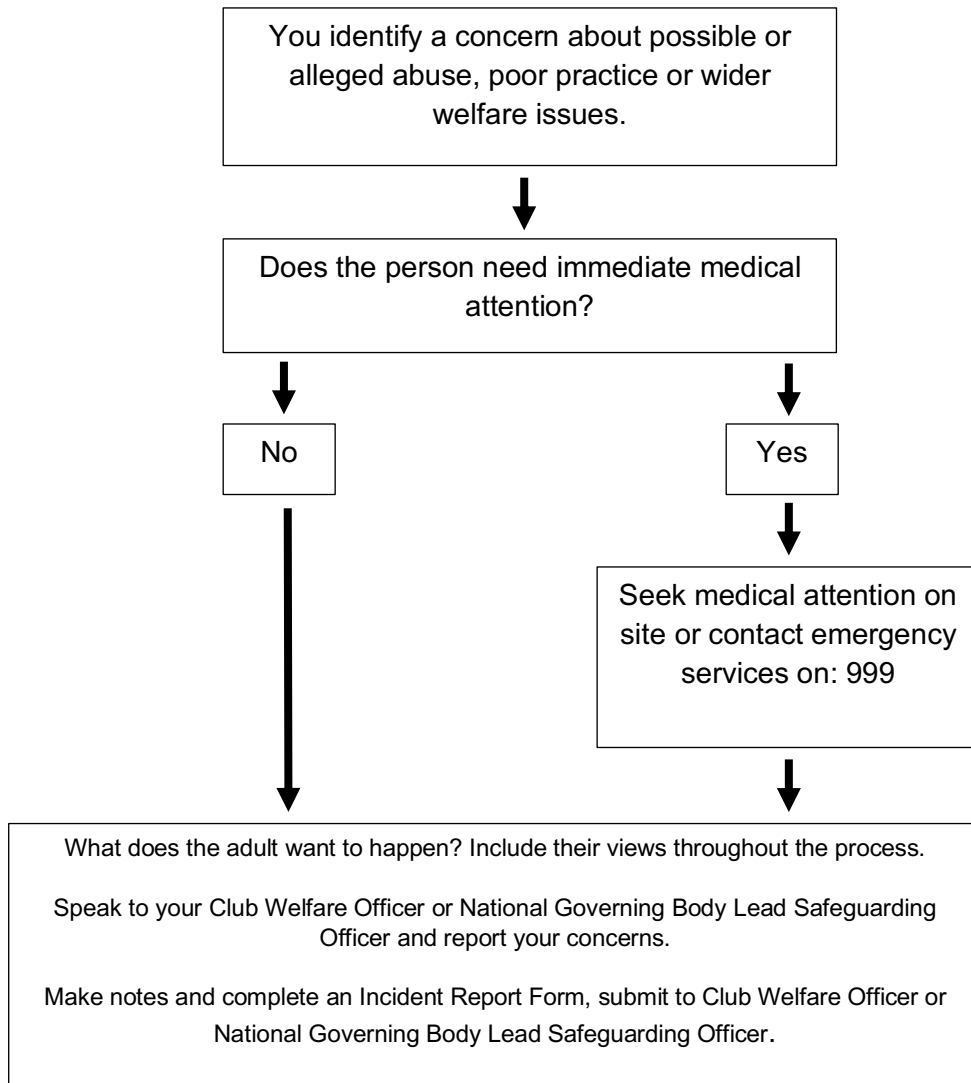 You identify a concern about possible or
alleged abuse, poor practice or wider
welfare issues.
Does the person need immediate medical
attention?
No
Yes
Seek medical attention on
site or contact emergency
services on: 999
What does the adult want to happen? Include their views throughout the process.
Speak to your Club Welfare Officer or National Governing Body Lead Safeguarding
Officer and report your concerns.
Make notes and complete an Incident Report Form, submit to Club Welfare Officer or
National Governing Body Lead Safeguarding Officer.